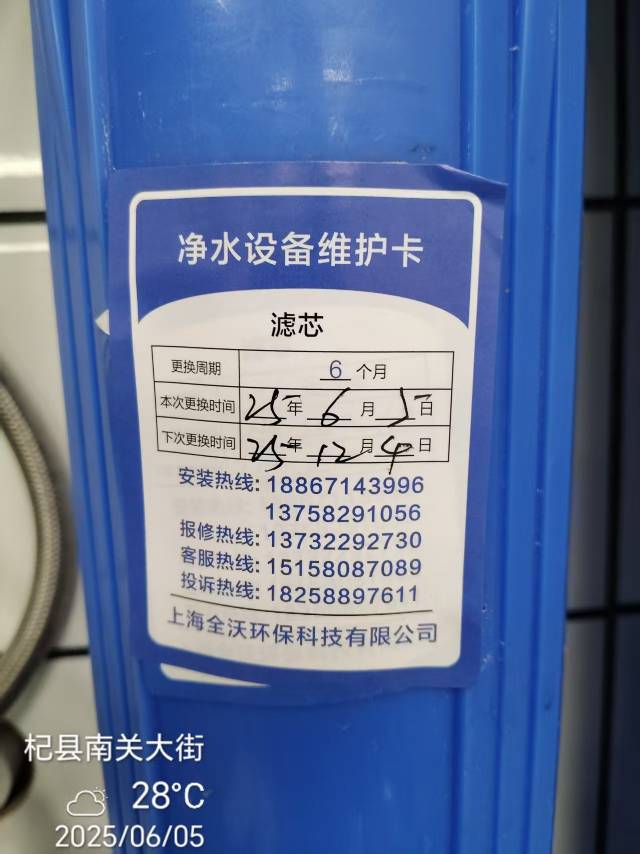 净水设备维护卡
滤芯
更换周期 6 个月
本次更换时间 25年 6 月 5 日
下次更换时间 25年 12 月 4 日
安装热线: 18867143996
13758291056
报修热线: 13732292730
客服热线: 15158087089
投诉热线: 18258897611
上海全沃环保科技有限公司
杞县南关大街
28°C
2025/06/05